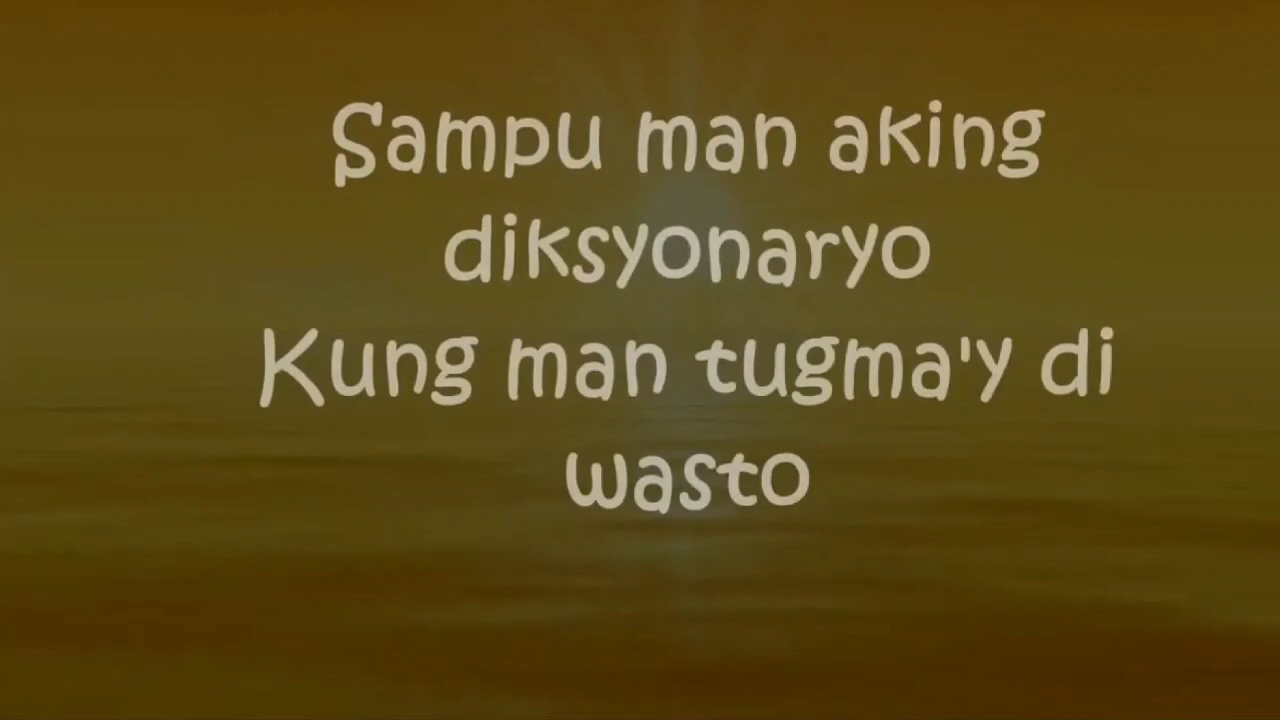 Sampu man aking
diksyonaryo
Kung man tugma'y di
wasto